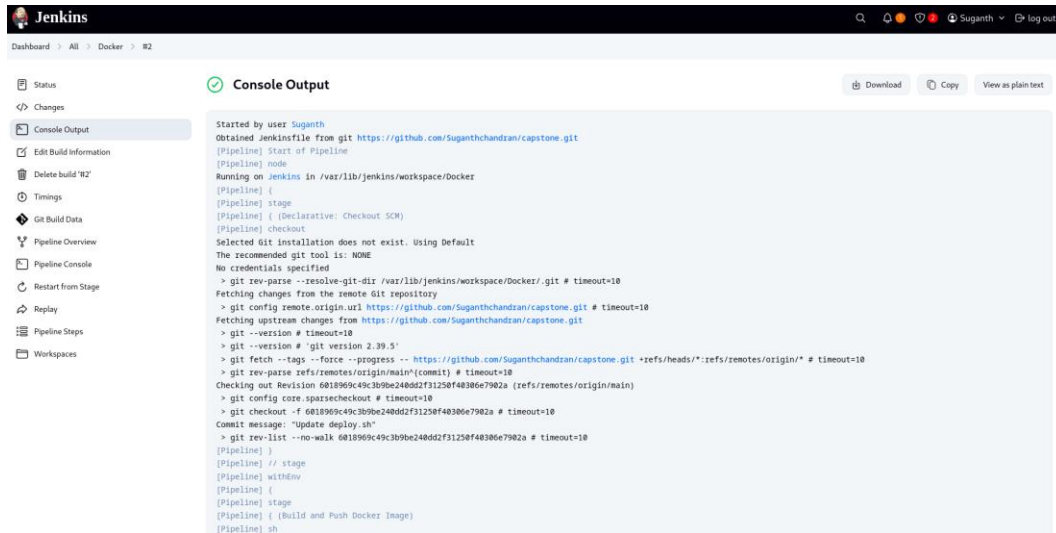 Jenkins
1
2
Suganth
log out
Dashboard > All > Docker > #2
Status
Changes
Console Output
Edit Build Information
Delete build '#2'
Timings
Git Build Data
Pipeline Overview
Pipeline Console
Restart from Stage
Replay
Pipeline Steps
Workspaces
Console Output
Download
Copy
View as plain text
Started by user Suganth
Obtained Jenkinsfile from git https://github.com/Suganthchandran/capstone.git
[Pipeline] Start of Pipeline
[Pipeline] node
Running on Jenkins in /var/lib/jenkins/workspace/Docker
[Pipeline] {
[Pipeline] stage
[Pipeline] { (Declarative: Checkout SCM)
[Pipeline] checkout
Selected Git installation does not exist. Using Default
The recommended git tool is: NONE
No credentials specified
> git rev-parse --resolve-git-dir /var/lib/jenkins/workspace/Docker/.git # timeout=10
Fetching changes from the remote Git repository
> git config remote.origin.url https://github.com/Suganthchandran/capstone.git # timeout=10
Fetching upstream changes from https://github.com/Suganthchandran/capstone.git
> git --version # timeout=10
> git --version # 'git version 2.39.5'
> git fetch --tags --force --progress -- https://github.com/Suganthchandran/capstone.git +refs/heads/*:refs/remotes/origin/* # timeout=10
> git rev-parse refs/remotes/origin/main^{commit} # timeout=10
Checking out Revision 6018969c49c3b9be240dd2f31250f40306e7902a (refs/remotes/origin/main)
> git config core.sparsecheckout # timeout=10
> git checkout -f 6018969c49c3b9be240dd2f31250f40306e7902a # timeout=10
Commit message: "Update deploy.sh"
> git rev-list --no-walk 6018969c49c3b9be240dd2f31250f40306e7902a # timeout=10
[Pipeline] }
[Pipeline] // stage
[Pipeline] withEnv
[Pipeline] {
[Pipeline] stage
[Pipeline] { (Build and Push Docker Image)
[Pipeline] sh